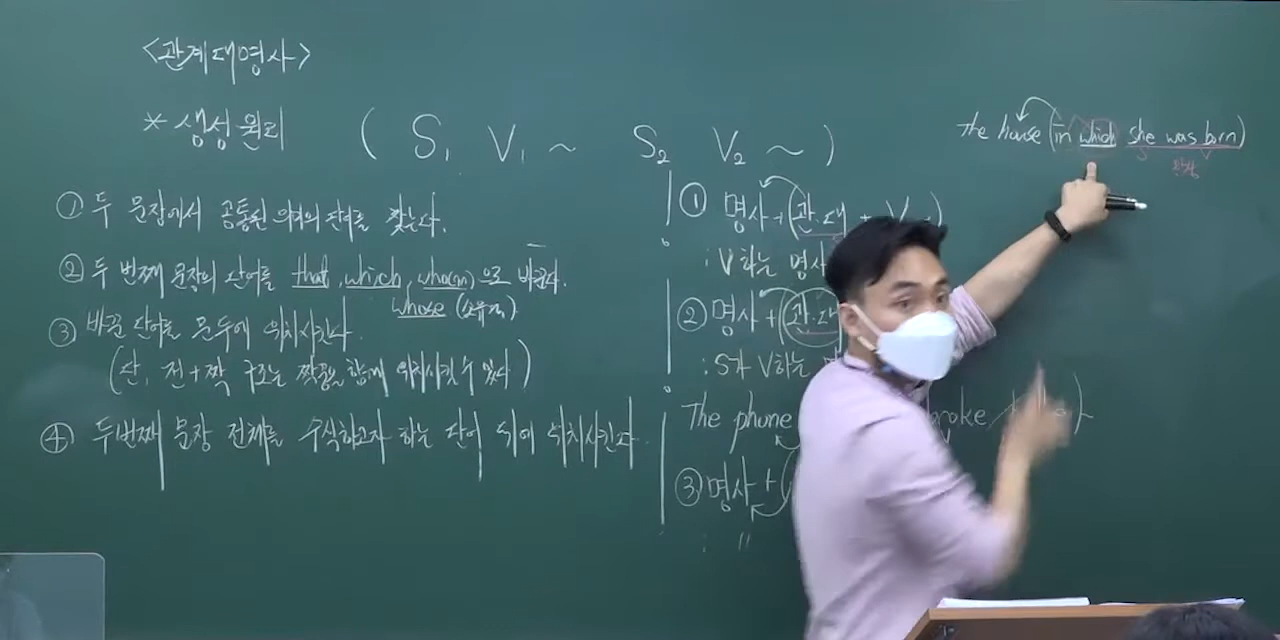 <관계대명사>
* 생성원리
( S₁ V₁ ~ S₂ V₂ ~ )
① 두 문장에서 공통된 의미의 단어를 찾는다.
② 두 번째 문장의 단어를 that, which, who(m)으로 바꾼다.
whose (소유격)
③ 바꾼 단어를 문두에 위치시킨다.
(단, 전+짝 구조는 짝꿍을 함께 위치시킬 수 있다)
④ 두번째 문장 전체를 수식하고자 하는 단어 뒤에 위치시킨다.
① 명사+(관·대 + V
: V하는 명사
② 명사+(관·대
: S가 V하는
The phone broke
③ 명사+(
: "
The house (in which she was born)
S V
완장